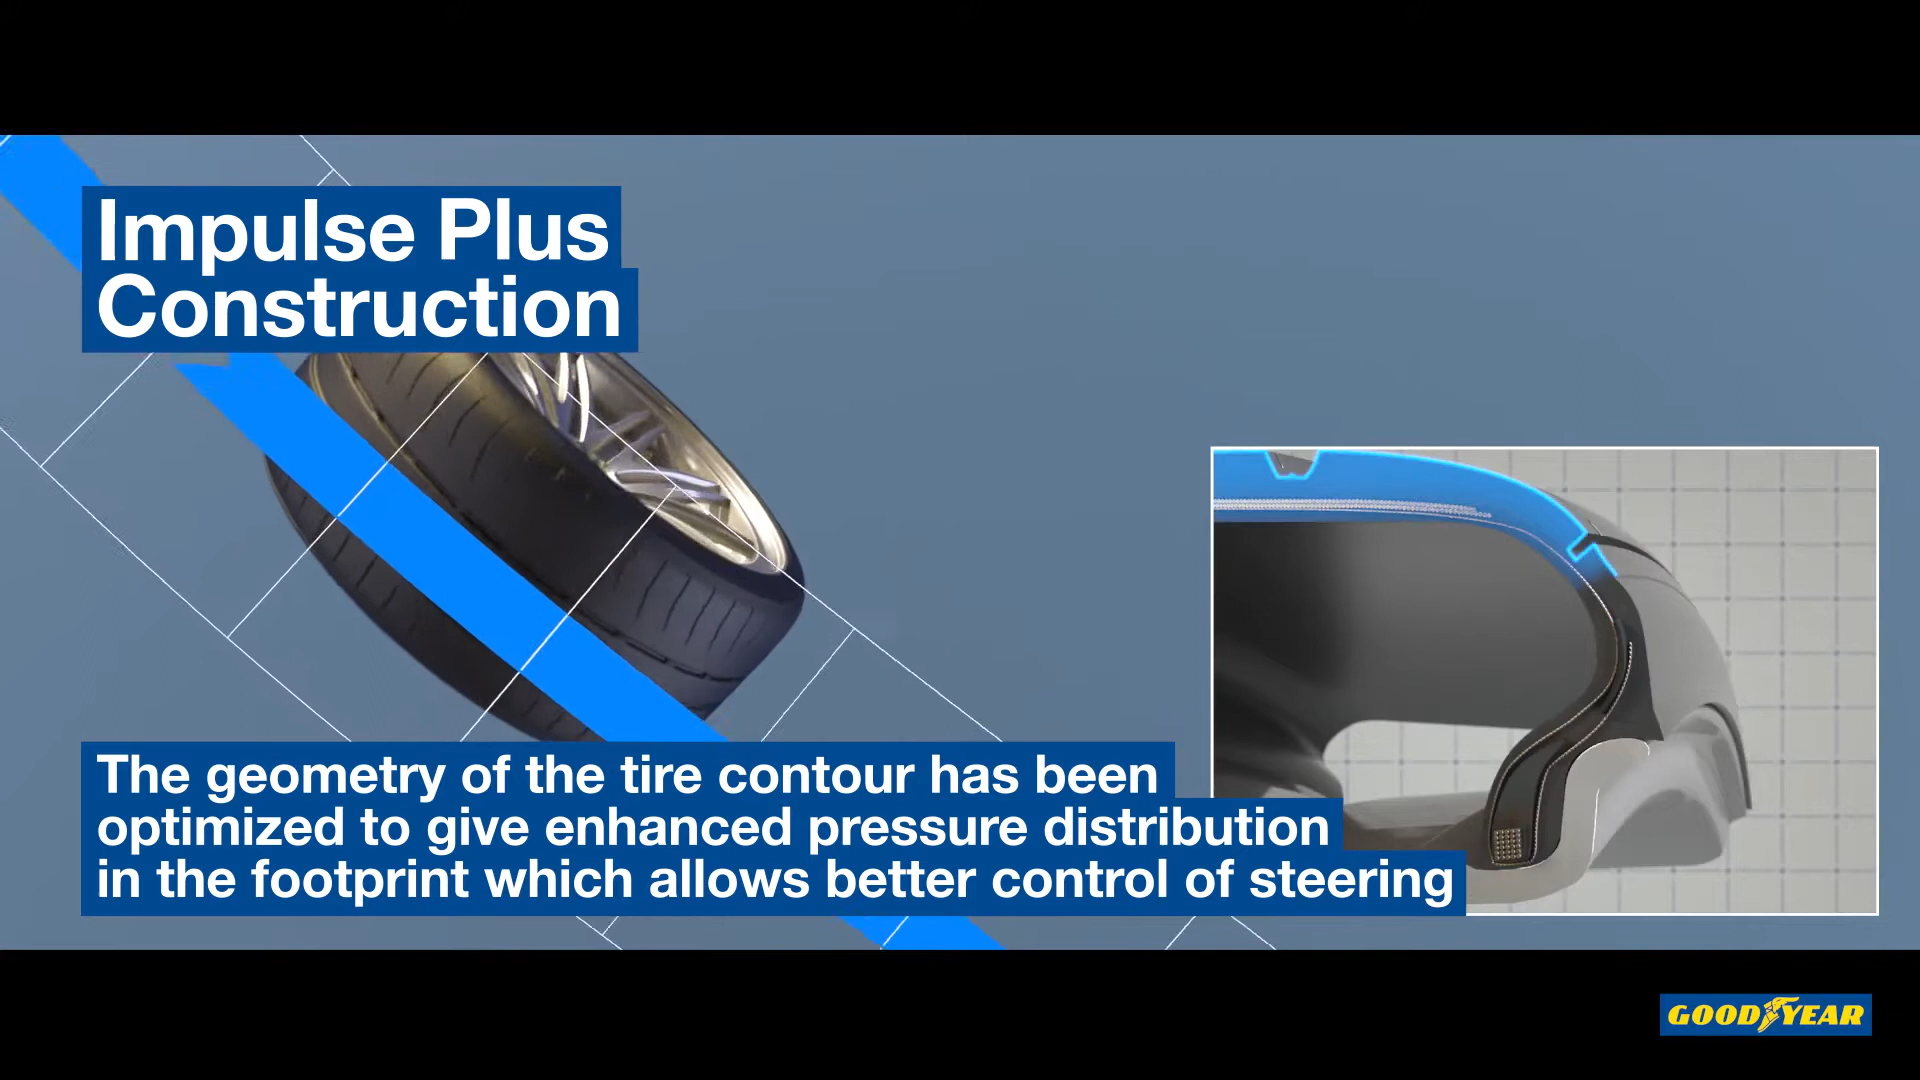 Impulse Plus
Construction
The geometry of the tire contour has been
optimized to give enhanced pressure distribution
in the footprint which allows better control of steering
GOODYEAR